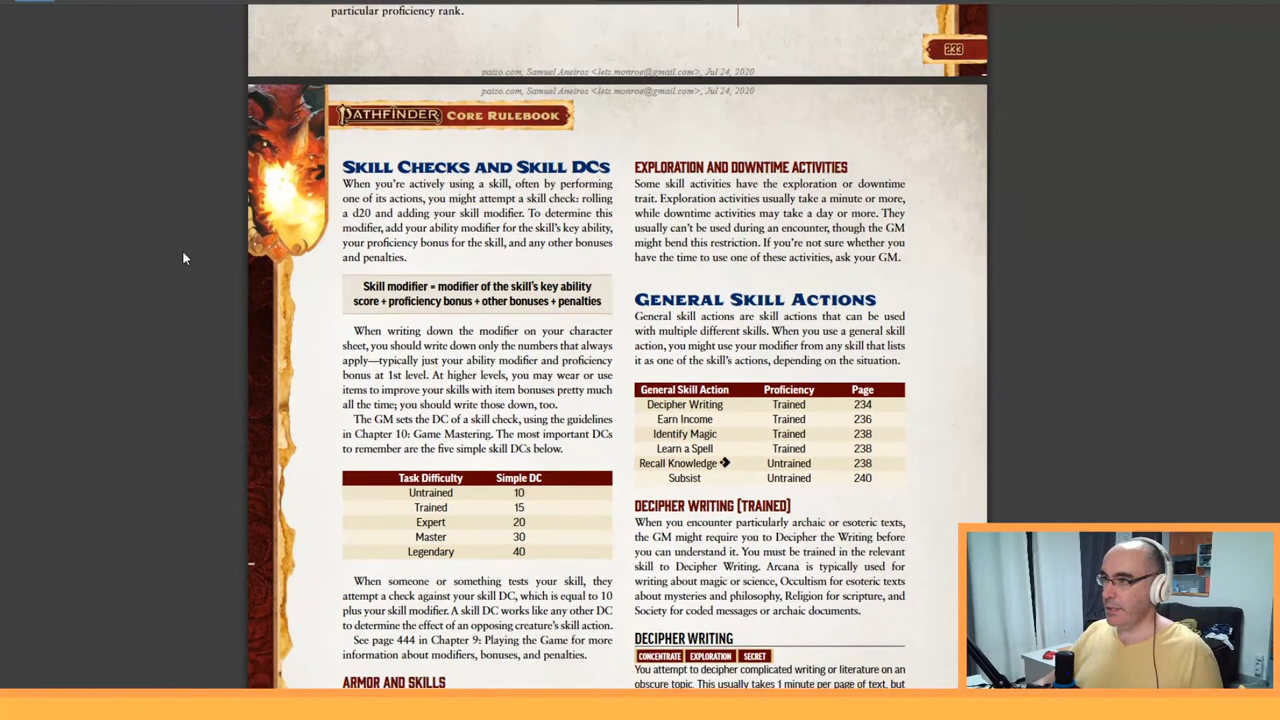 particular proficiency rank.
233
paizo.com, Samuel Aneiros <lets.monroe@gmail.com>, Jul 24, 2020
paizo.com, Samuel Aneiros <lets.monroe@gmail.com>, Jul 24, 2020
PATHFINDER CORE RULEBOOK
SKILL CHECKS AND SKILL DCS
When you're actively using a skill, often by performing
one of its actions, you might attempt a skill check: rolling
a d20 and adding your skill modifier. To determine this
modifier, add your ability modifier for the skill's key ability,
your proficiency bonus for the skill, and any other bonuses
and penalties.
Skill modifier = modifier of the skill's key ability
score + proficiency bonus + other bonuses + penalties
When writing down the modifier on your character
sheet, you should write down only the numbers that always
apply—typically just your ability modifier and proficiency
bonus at 1st level. At higher levels, you may wear or use
items to improve your skills with item bonuses pretty much
all the time; you should write those down, too.
The GM sets the DC of a skill check, using the guidelines
in Chapter 10: Game Mastering. The most important DCs
to remember are the five simple skill DCs below.
Task Difficulty Simple DC
Untrained 10
Trained 15
Expert 20
Master 30
Legendary 40
When someone or something tests your skill, they
attempt a check against your skill DC, which is equal to 10
plus your skill modifier. A skill DC works like any other DC
to determine the effect of an opposing creature's skill action.
See page 444 in Chapter 9: Playing the Game for more
information about modifiers, bonuses, and penalties.
ARMOR AND SKILLS
EXPLORATION AND DOWNTIME ACTIVITIES
Some skill activities have the exploration or downtime
trait. Exploration activities usually take a minute or more,
while downtime activities may take a day or more. They
usually can't be used during an encounter, though the GM
might bend this restriction. If you're not sure whether you
have the time to use one of these activities, ask your GM.
GENERAL SKILL ACTIONS
General skill actions are skill actions that can be used
with multiple different skills. When you use a general skill
action, you might use your modifier from any skill that lists
it as one of the skill's actions, depending on the situation.
General Skill Action Proficiency Page
Decipher Writing Trained 234
Earn Income Trained 236
Identify Magic Trained 238
Learn a Spell Trained 238
Recall Knowledge Untrained 238
Subsist Untrained 240
DECIPHER WRITING [TRAINED]
When you encounter particularly archaic or esoteric texts,
the GM might require you to Decipher the Writing before
you can understand it. You must be trained in the relevant
skill to Decipher Writing. Arcana is typically used for
writing about magic or science, Occultism for esoteric texts
about mysteries and philosophy, Religion for scripture, and
Society for coded messages or archaic documents.
DECIPHER WRITING
CONCENTRATE EXPLORATION SECRET
You attempt to decipher complicated writing or literature on an
obscure topic. This usually takes 1 minute per page of text, but